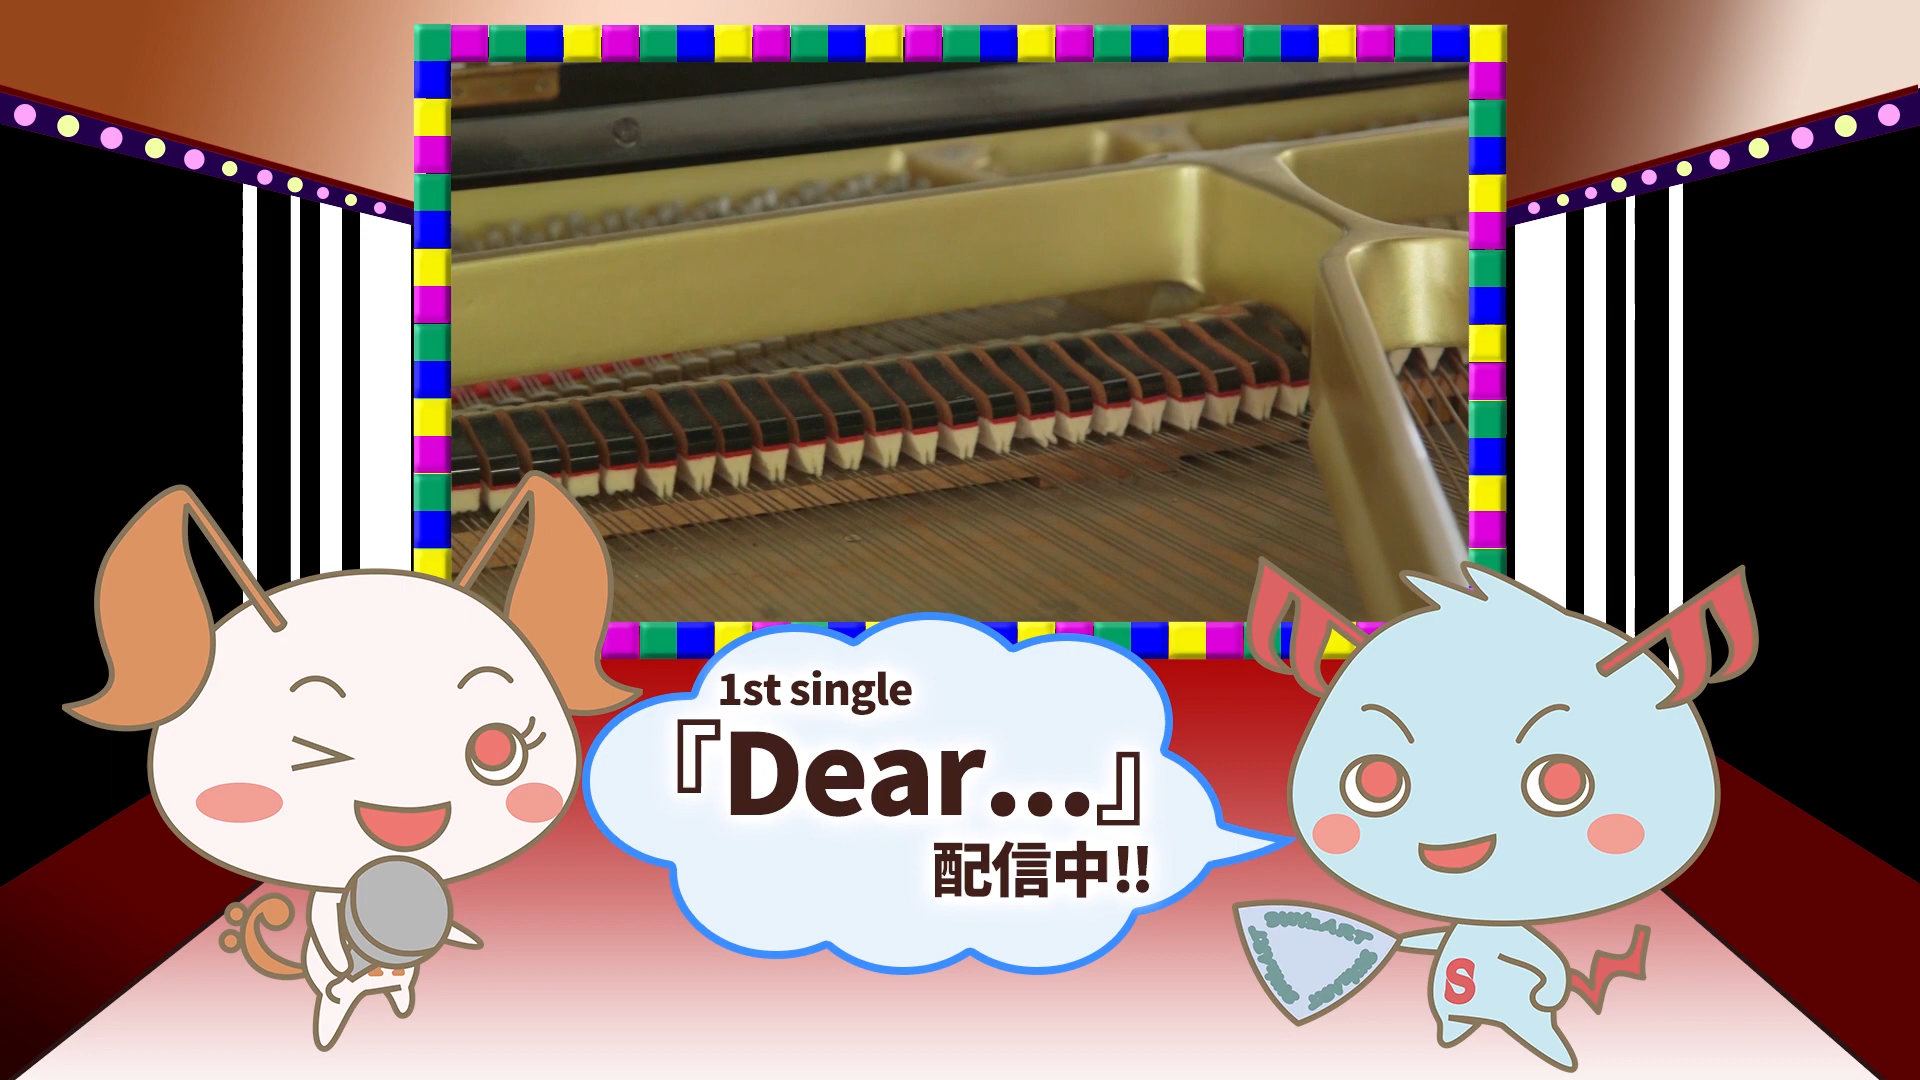 1st single
『Dear...』
配信中!!
S